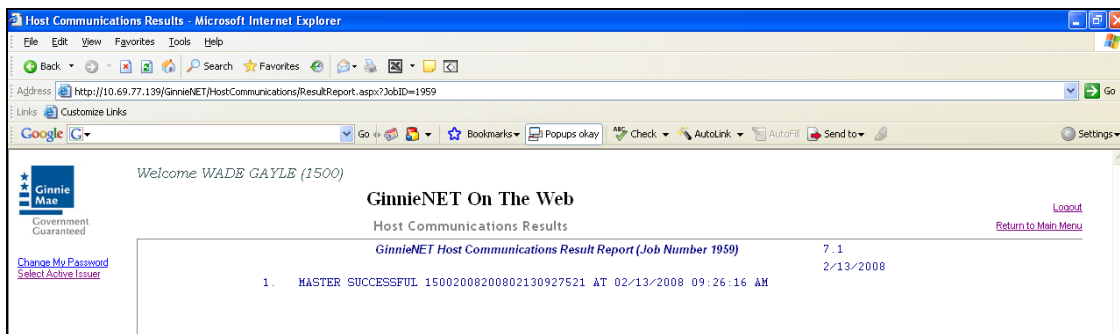 Host Communications Results - Microsoft Internet Explorer
File Edit View Favorites Tools Help
Back Search Favorites
Address http://10.69.77.139/GinnieNET/HostCommunications/ResultReport.aspx?JobID=1959 Go
Links Customize Links
Google G Go Bookmarks Popups okay Check AutoLink AutoFill Send to Settings
Ginnie
Mae
Government
Guaranteed
Welcome WADE GAYLE (1500)
GinnieNET On The Web
Host Communications Results
Logout
Return to Main Menu
Change My Password
Select Active Issuer
GinnieNET Host Communications Result Report (Job Number 1959) 7.1
2/13/2008
1. MASTER SUCCESSFUL 15002008200802130927521 AT 02/13/2008 09:26:16 AM